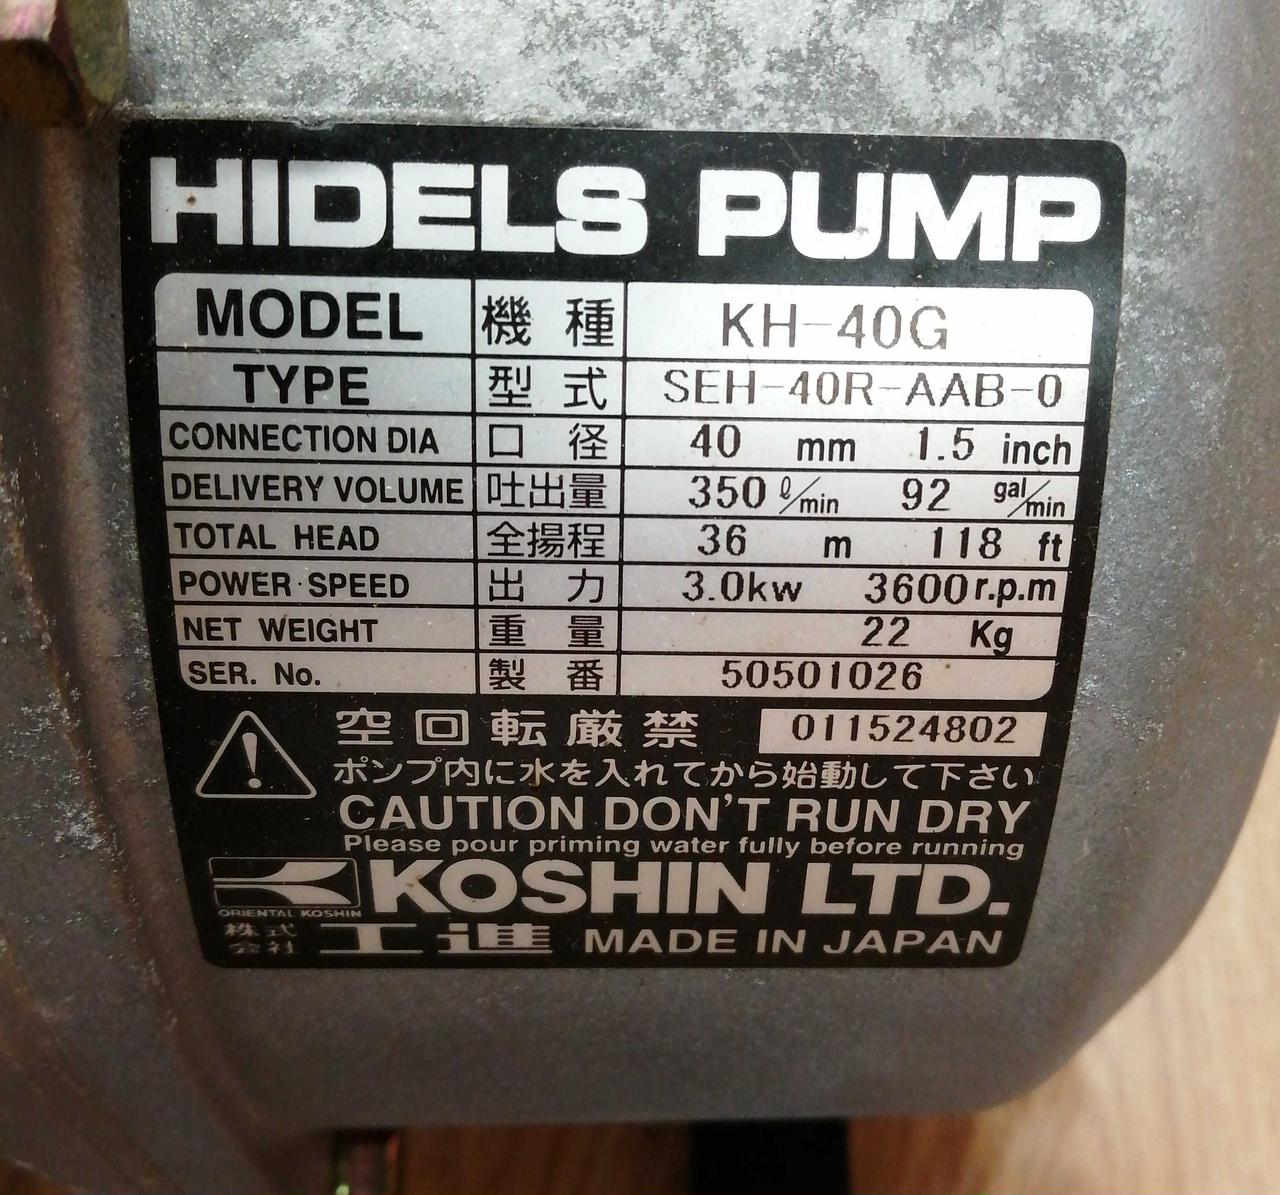 HIDELS PUMP
MODEL 機種 KH-40G
TYPE 型式 SEH-40R-AAB-0
CONNECTION DIA 口径 40 mm 1.5 inch
DELIVERY VOLUME 吐出量 350 ℓ/min 92 gal/min
TOTAL HEAD 全揚程 36 m 118 ft
POWER·SPEED 出力 3.0kw 3600r.p.m
NET WEIGHT 重量 22 Kg
SER. No. 製番 50501026
空回転厳禁 011524802
ポンプ内に水を入れてから始動して下さい
CAUTION DON'T RUN DRY
Please pour priming water fully before running
KOSHIN LTD.
ORIENTAL KOSHIN
株式会社 工進 MADE IN JAPAN